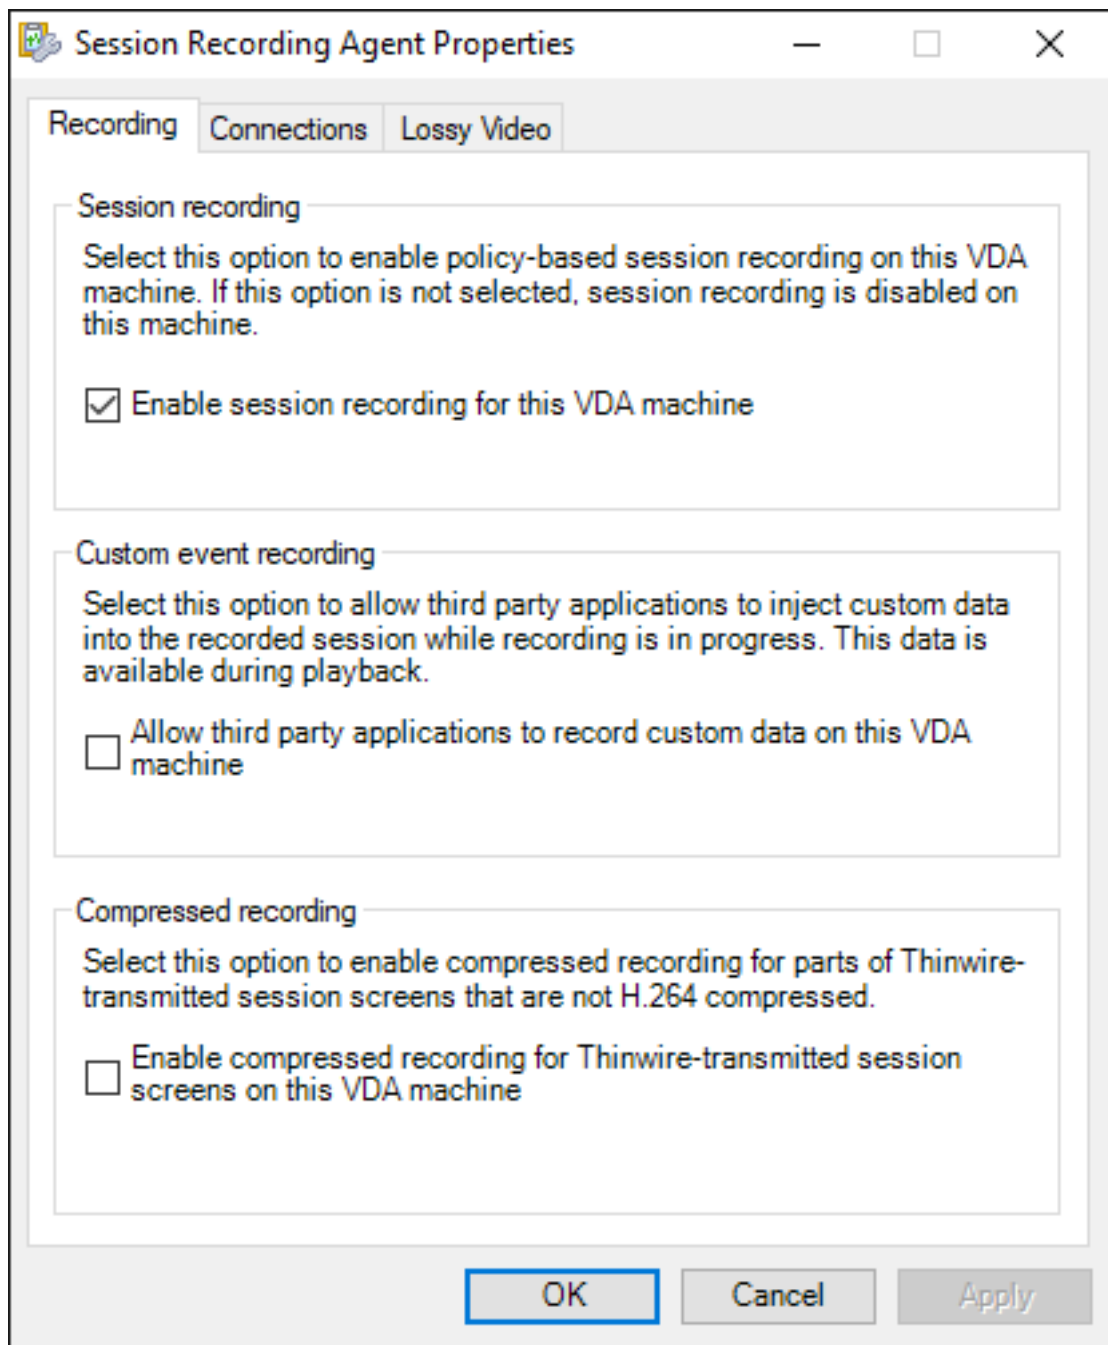 Session Recording Agent Properties
Recording
Connections
Lossy Video
Session recording
Select this option to enable policy-based session recording on this VDA
machine. If this option is not selected, session recording is disabled on
this machine.
Enable session recording for this VDA machine
Custom event recording
Select this option to allow third party applications to inject custom data
into the recorded session while recording is in progress. This data is
available during playback.
Allow third party applications to record custom data on this VDA
machine
Compressed recording
Select this option to enable compressed recording for parts of Thinwire-
transmitted session screens that are not H.264 compressed.
Enable compressed recording for Thinwire-transmitted session
screens on this VDA machine
OK
Cancel
Apply